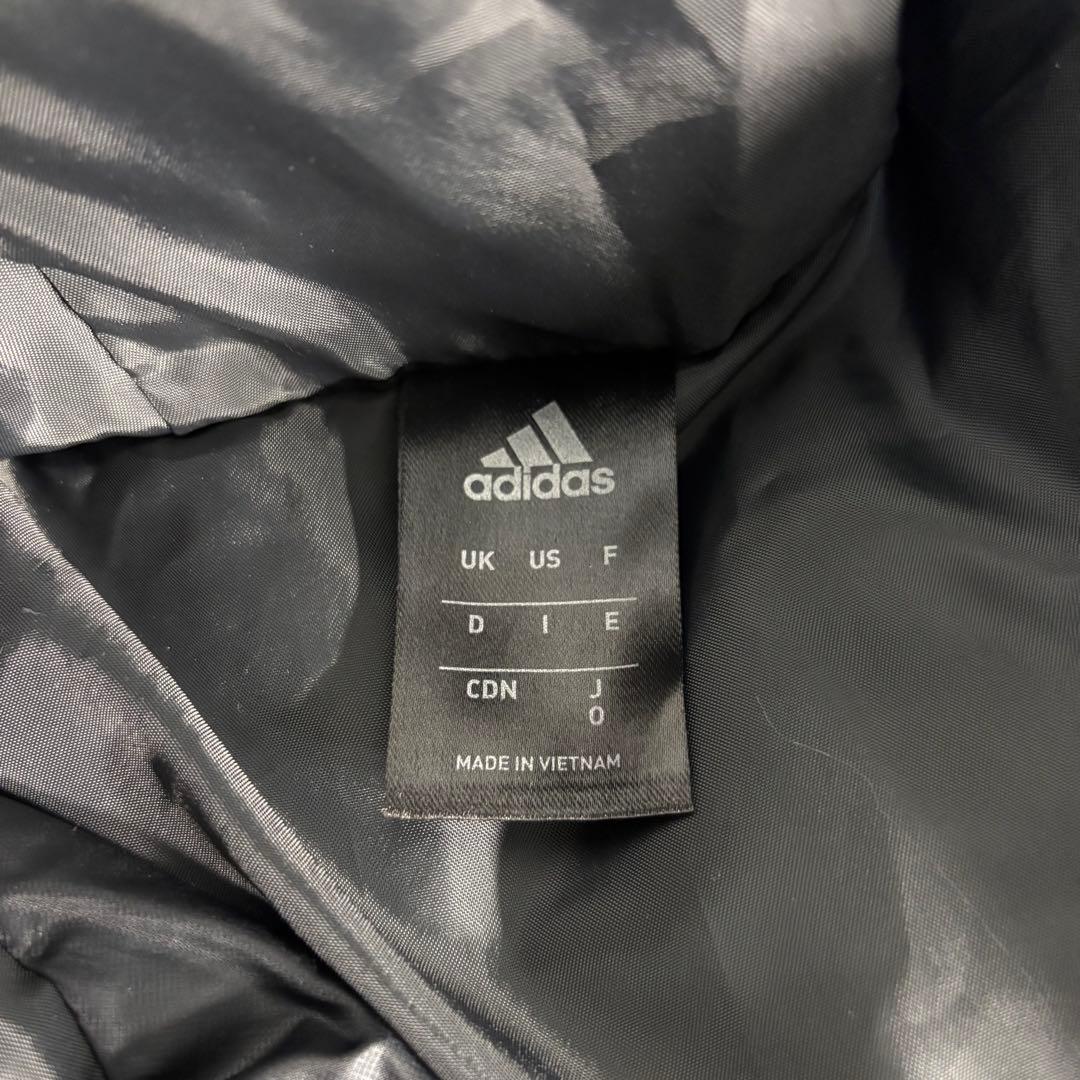 adidas
UK US F
D I E
CDN J
O
MADE IN VIETNAM